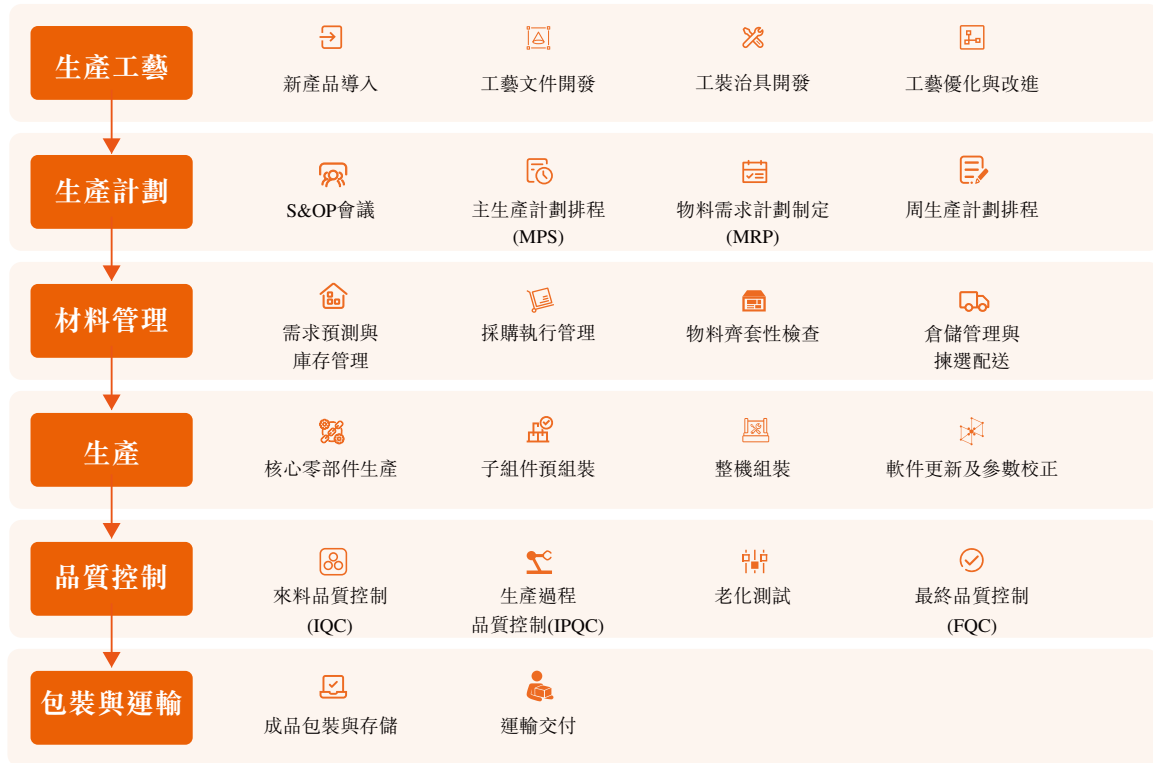 生產工藝
新產品導入
工藝文件開發
工裝治具開發
工藝優化與改進
生產計劃
S&OP會議
主生產計劃排程
(MPS)
物料需求計劃制定
(MRP)
周生產計劃排程
材料管理
需求預測與
庫存管理
採購執行管理
物料齊套性檢查
倉儲管理與
揀選配送
生產
核心零部件生產
子組件預組裝
整機組裝
軟件更新及參數校正
品質控制
來料品質控制
(IQC)
生產過程
品質控制(IPQC)
老化測試
最終品質控制
(FQC)
包裝與運輸
成品包裝與存儲
運輸交付